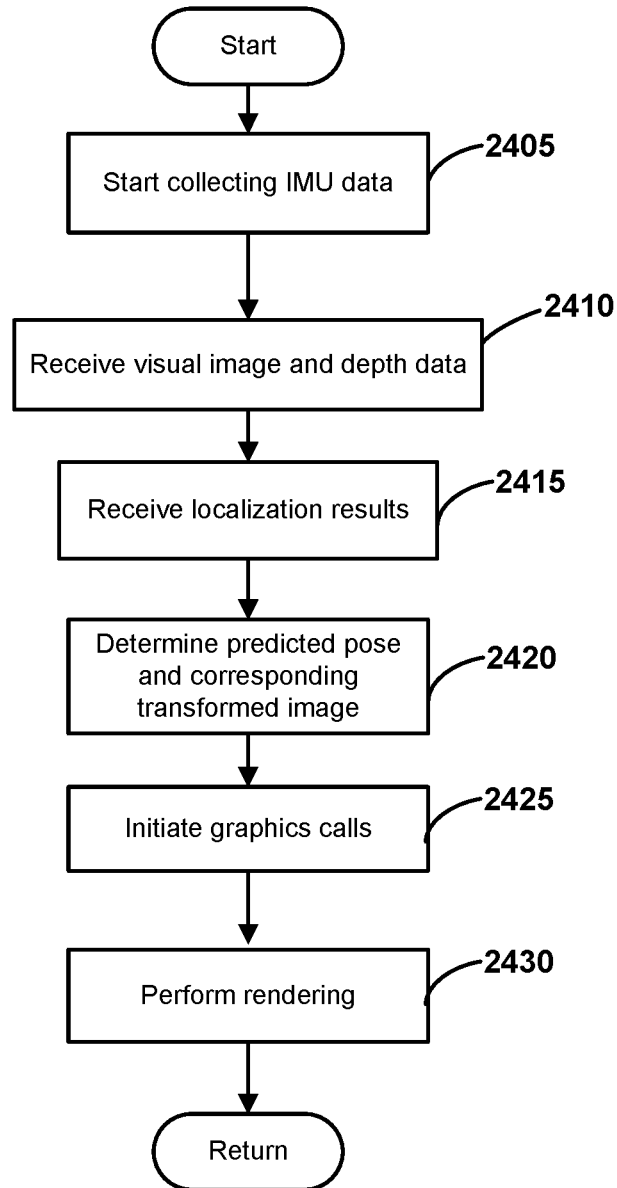 Start
Start collecting IMU data
2405
Receive visual image and depth data
2410
Receive localization results
2415
Determine predicted pose
and corresponding
transformed image
2420
Initiate graphics calls
2425
Perform rendering
2430
Return